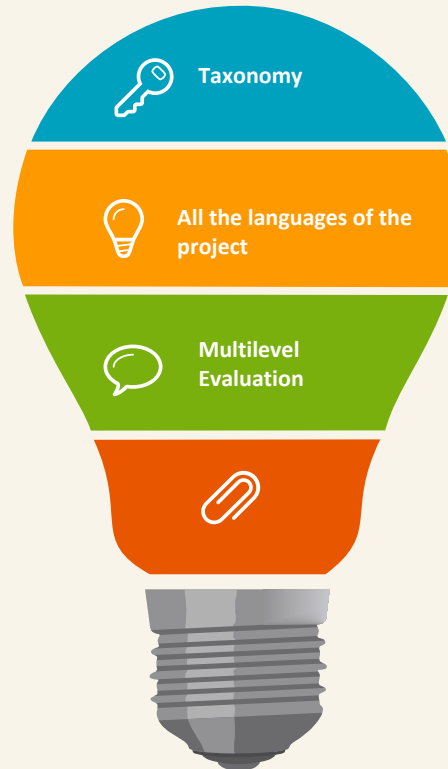 Taxonomy
All the languages of the
project
Multilevel
Evaluation